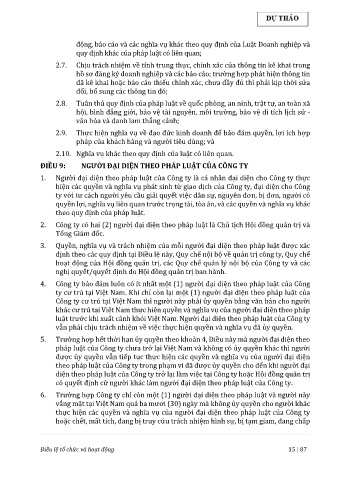 DỰ THẢO
động, báo cáo và các nghĩa vụ khác theo quy định của Luật Doanh nghiệp và
quy định khác của pháp luật có liên quan;
2.7. Chịu trách nhiệm về tính trung thực, chính xác của thông tin kê khai trong
hồ sơ đăng ký doanh nghiệp và các báo cáo; trường hợp phát hiện thông tin
đã kê khai hoặc báo cáo thiếu chính xác, chưa đầy đủ thì phải kịp thời sửa
đổi, bổ sung các thông tin đó;
2.8. Tuân thủ quy định của pháp luật về quốc phòng, an ninh, trật tự, an toàn xã
hội, bình đẳng giới, bảo vệ tài nguyên, môi trường, bảo vệ di tích lịch sử -
văn hóa và danh lam thắng cảnh;
2.9. Thực hiện nghĩa vụ về đạo đức kinh doanh để bảo đảm quyền, lợi ích hợp
pháp của khách hàng và người tiêu dùng; và
2.10. Nghĩa vụ khác theo quy định của luật có liên quan.
ĐIỀU 9: NGƯỜI ĐẠI DIỆN THEO PHÁP LUẬT CỦA CÔNG TY
1. Người đại diện theo pháp luật của Công ty là cá nhân đại diện cho Công ty thực
hiện các quyền và nghĩa vụ phát sinh từ giao dịch của Công ty, đại diện cho Công
ty với tư cách người yêu cầu giải quyết việc dân sự, nguyên đơn, bị đơn, người có
quyền lợi, nghĩa vụ liên quan trước trọng tài, tòa án, và các quyền và nghĩa vụ khác
theo quy định của pháp luật.
2. Công ty có hai (2) người đại diện theo pháp luật là Chủ tịch Hội đồng quản trị và
Tổng Giám đốc.
3. Quyền, nghĩa vụ và trách nhiệm của mỗi người đại diện theo pháp luật được xác
định theo các quy định tại Điều lệ này, Quy chế nội bộ về quản trị công ty, Quy chế
hoạt động của Hội đồng quản trị, các Quy chế quản lý nội bộ của Công ty và các
nghị quyết/quyết định do Hội đồng quản trị ban hành.
4. Công ty bảo đảm luôn có ít nhất một (1) người đại diện theo pháp luật của Công
ty cư trú tại Việt Nam. Khi chỉ còn lại một (1) người đại diện theo pháp luật của
Công ty cư trú tại Việt Nam thì người này phải ủy quyền bằng văn bản cho người
khác cư trú tại Việt Nam thực hiện quyền và nghĩa vụ của người đại diện theo pháp
luật trước khi xuất cảnh khỏi Việt Nam. Người đại diện theo pháp luật của Công ty
vẫn phải chịu trách nhiệm về việc thực hiện quyền và nghĩa vụ đã ủy quyền.
5. Trường hợp hết thời hạn ủy quyền theo khoản 4, Điều này mà người đại diện theo
pháp luật của Công ty chưa trở lại Việt Nam và không có ủy quyền khác thì người
được ủy quyền vẫn tiếp tục thực hiện các quyền và nghĩa vụ của người đại diện
theo pháp luật của Công ty trong phạm vi đã được ủy quyền cho đến khi người đại
diện theo pháp luật của Công ty trở lại làm việc tại Công ty hoặc Hội đồng quản trị
có quyết định cử người khác làm người đại diện theo pháp luật của Công ty.
6. Trường hợp Công ty chỉ còn một (1) người đại diện theo pháp luật và người này
vắng mặt tại Việt Nam quá ba mươi (30) ngày mà không ủy quyền cho người khác
thực hiện các quyền và nghĩa vụ của người đại diện theo pháp luật của Công ty
hoặc chết, mất tích, đang bị truy cứu trách nhiệm hình sự, bị tạm giam, đang chấp
Điều lệ tổ chức và hoạt động 15 | 87